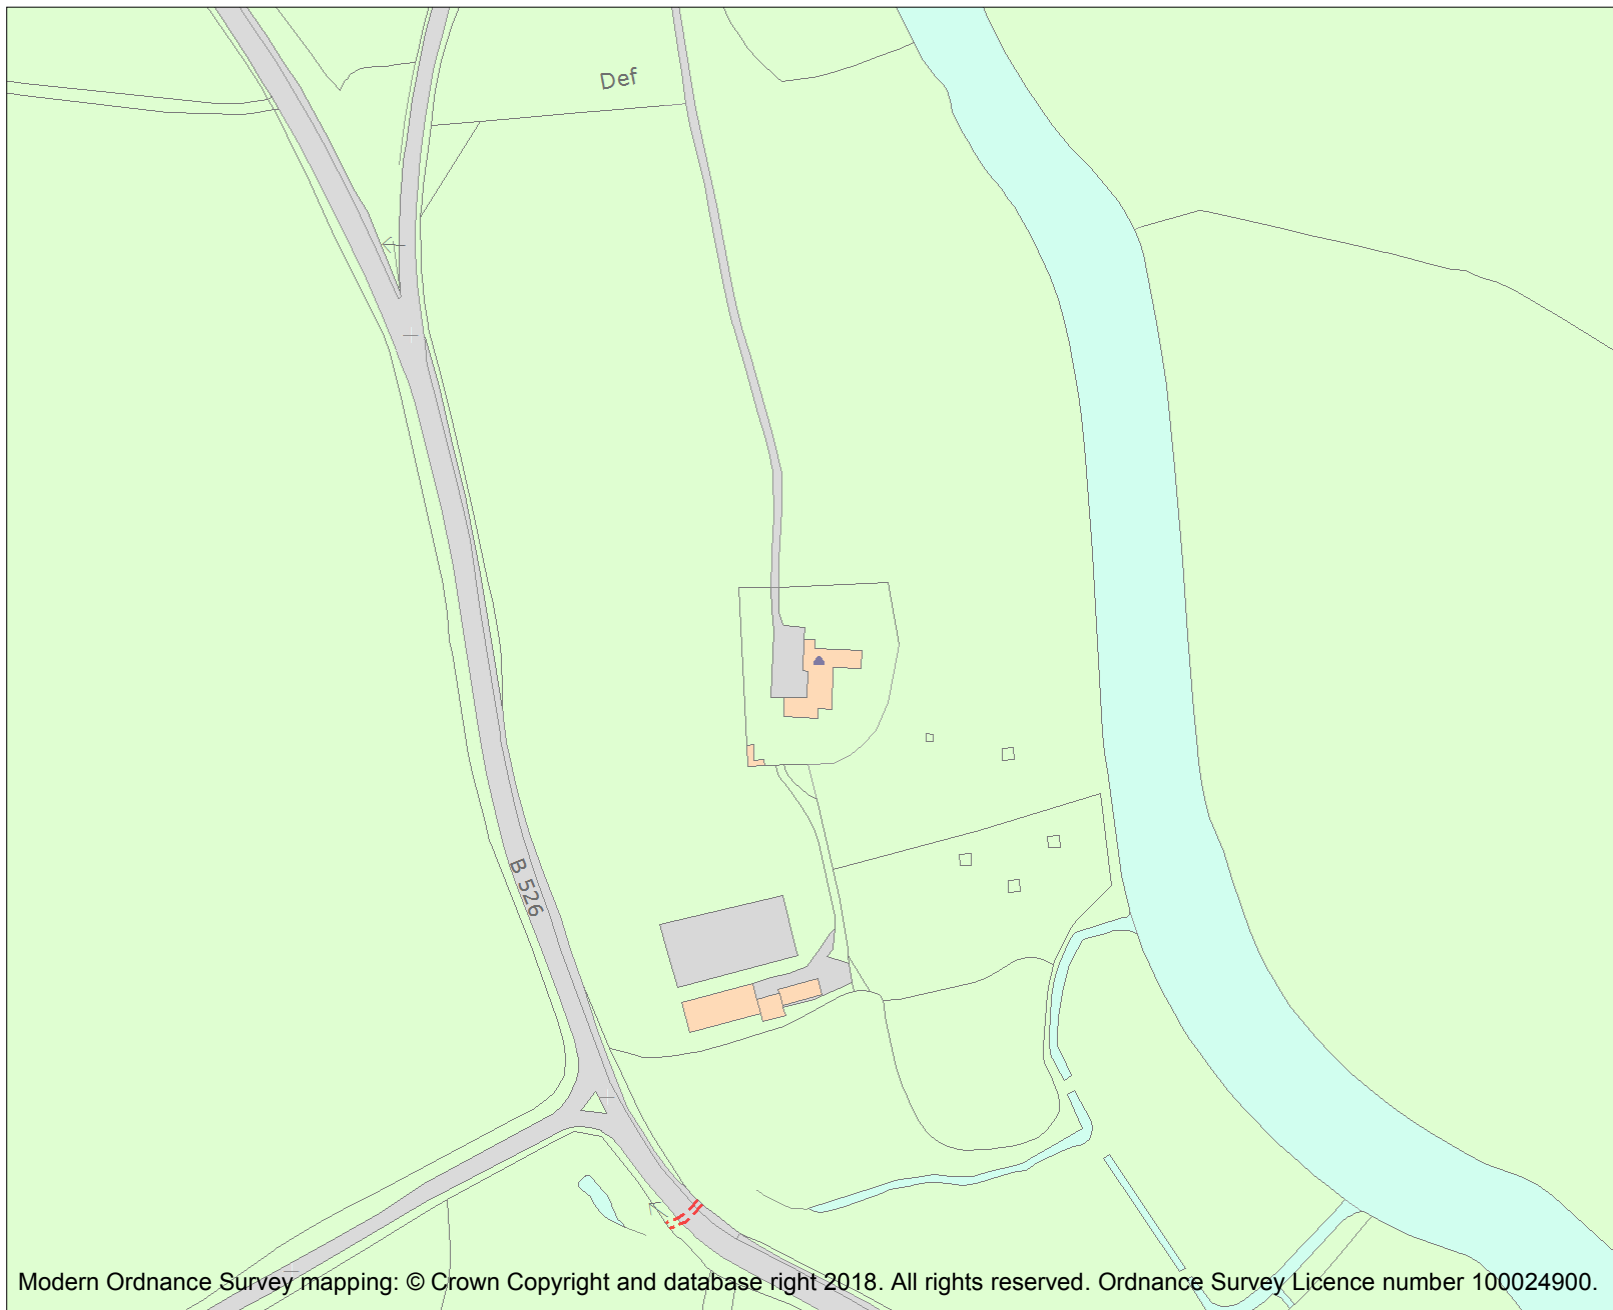 Def
B 526
Modern Ordnance Survey mapping: © Crown Copyright and database right 2018. All rights reserved. Ordnance Survey Licence number 100024900.